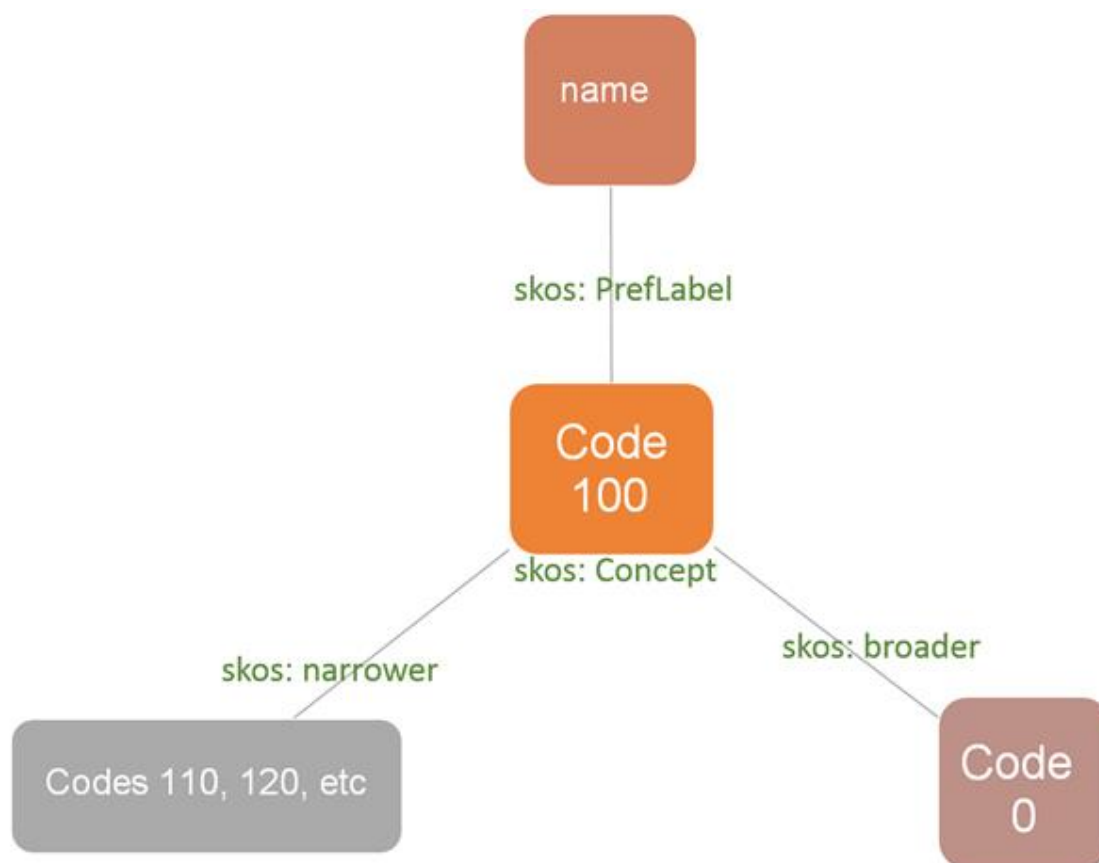 name
skos: PrefLabel
Code
100
skos: Concept
skos: broader
skos: narrower
Codes 110, 120, etc
Code
0